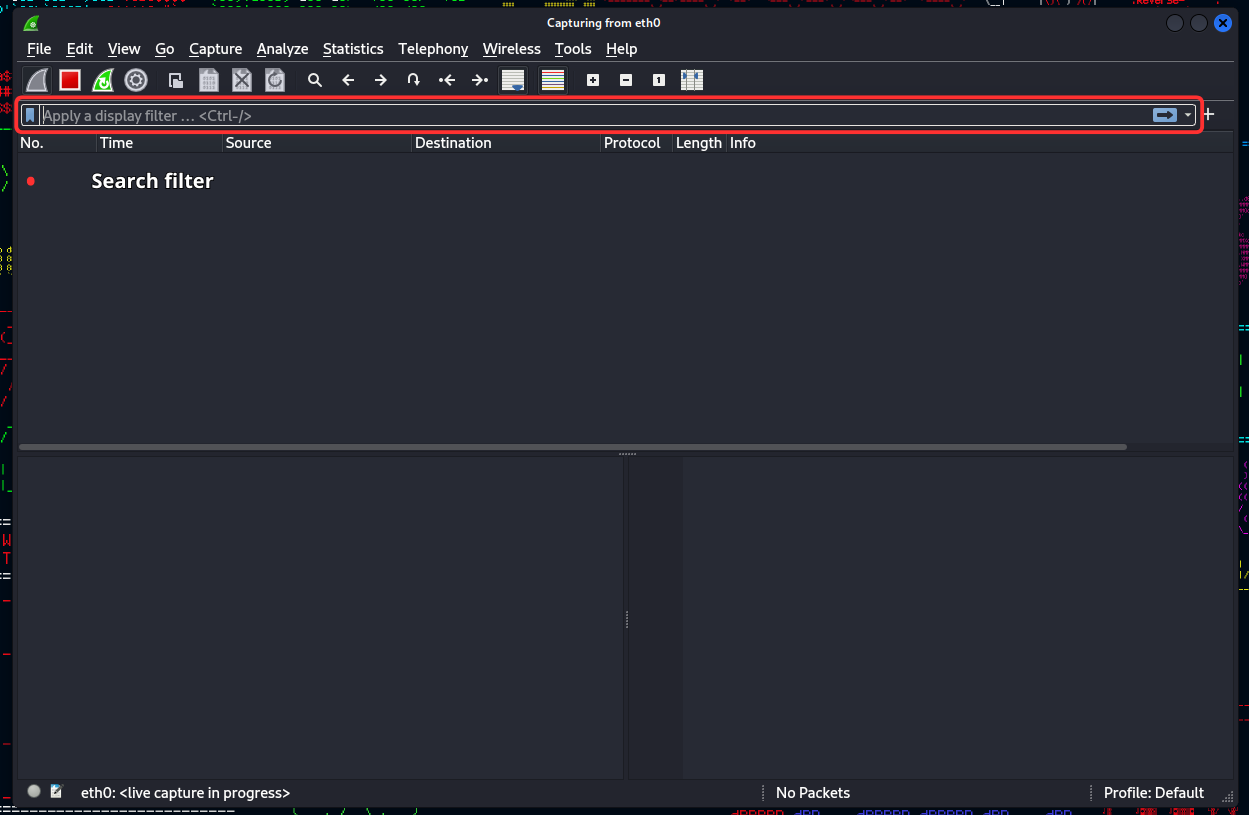 Capturing from eth0
File Edit View Go Capture Analyze Statistics Telephony Wireless Tools Help
Apply a display filter … <Ctrl-/>
No. Time Source Destination Protocol Length Info
Search filter
eth0: <live capture in progress> No Packets Profile: Default